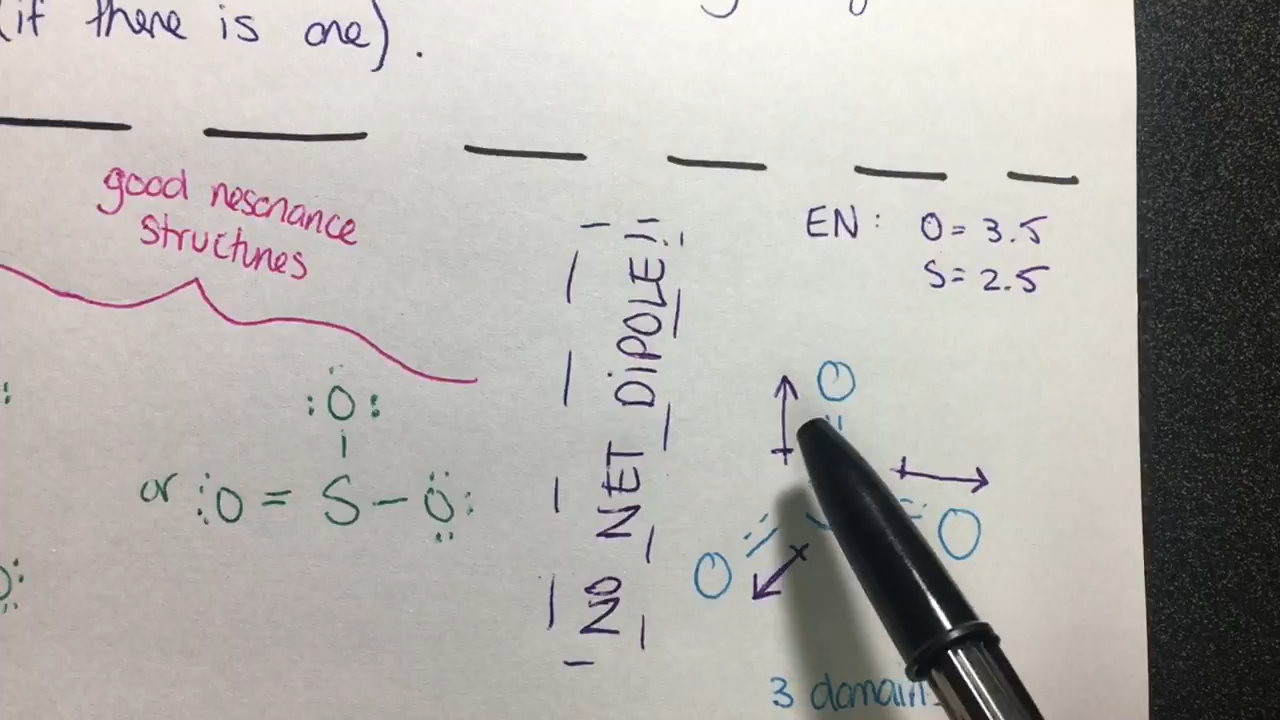 (if there is one).
good resonance
structures
NO NET DIPOLE!!
EN: O = 3.5
S = 2.5
O
or O = S - O
O
O
O
3 domain